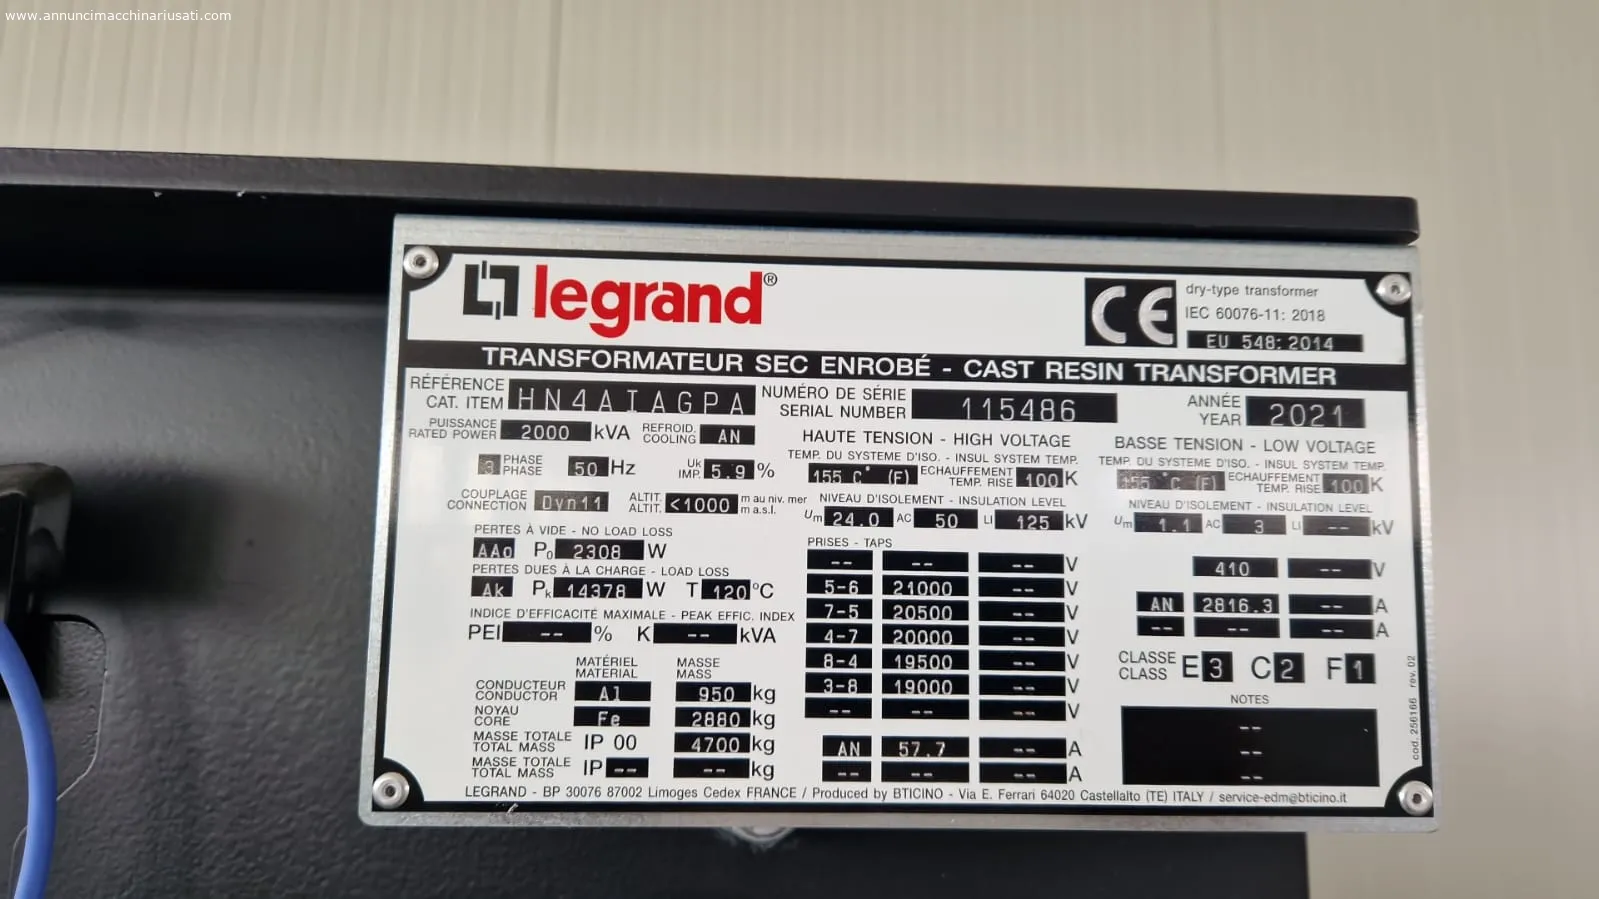 www.annuncimacchinariusati.com
legrand®
CE
dry-type transformer
IEC 60076-11: 2018
EU 548: 2014
TRANSFORMATEUR SEC ENROBÉ - CAST RESIN TRANSFORMER
RÉFÉRENCE
CAT. ITEM HN4AIAGPA
NUMÉRO DE SÉRIE
SERIAL NUMBER 115486
ANNÉE
YEAR 2021
PUISSANCE
RATED POWER 2000 kVA
REFROID.
COOLING AN
3 PHASE
PHASE
50 Hz
Uk
IMP. 5.9 %
COUPLAGE
CONNECTION Dyn11
ALTIT.
ALTIT. <1000 m au niv. mer
m a.s.l.
PERTES À VIDE - NO LOAD LOSS
AAo P0 2308 W
PERTES DUES À LA CHARGE - LOAD LOSS
Ak Pk 14378 W T 120 °C
INDICE D'EFFICACITÉ MAXIMALE - PEAK EFFIC. INDEX
PEI -- % K -- kVA
MATÉRIEL
MATERIAL
MASSE
MASS
CONDUCTEUR
CONDUCTOR Al 950 kg
NOYAU
CORE Fe 2880 kg
MASSE TOTALE
TOTAL MASS IP 00 4700 kg
MASSE TOTALE
TOTAL MASS IP -- -- kg
HAUTE TENSION - HIGH VOLTAGE
TEMP. DU SYSTEME D'ISO. - INSUL SYSTEM TEMP.
155 C° (F) ECHAUFFEMENT
TEMP. RISE 100 K
NIVEAU D'ISOLEMENT - INSULATION LEVEL
Um 24.0 AC 50 LI 125 kV
PRISES - TAPS
-- -- -- V
5-6 21000 -- V
7-5 20500 -- V
4-7 20000 -- V
8-4 19500 -- V
3-8 19000 -- V
-- -- -- V
AN 57.7 -- A
-- -- -- A
BASSE TENSION - LOW VOLTAGE
TEMP. DU SYSTEME D'ISO. - INSUL SYSTEM TEMP.
155 °C (F) ECHAUFFEMENT
TEMP. RISE 100 K
NIVEAU D'ISOLEMENT - INSULATION LEVEL
Um 1.1 AC 3 LI -- kV
410 -- V
AN 2816.3 -- A
-- -- -- A
CLASSE
CLASS E3 C2 F1
NOTES
--
--
--
cod. 256166 rev. 02
LEGRAND - BP 30076 87002 Limoges Cedex FRANCE / Produced by BTICINO - Via E. Ferrari 64020 Castellalto (TE) ITALY / service-edm@bticino.it